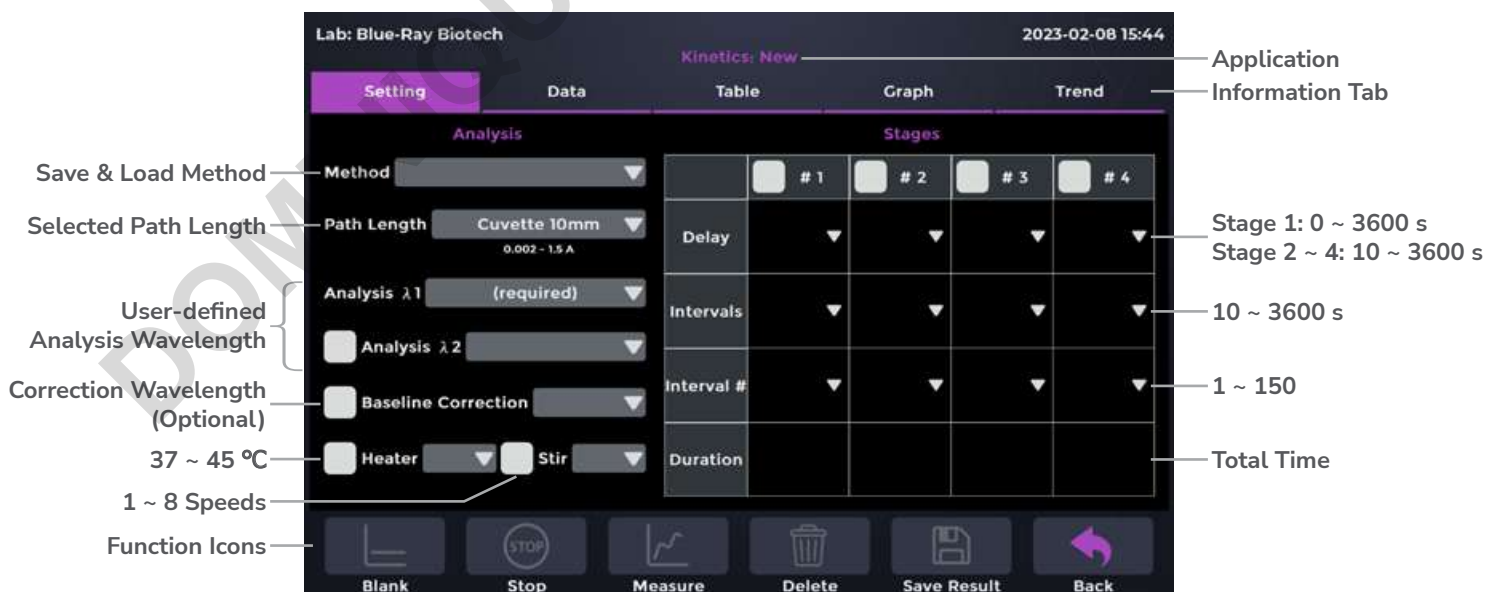 Lab: Blue-Ray Biotech
2023-02-08 15:44
Kinetics: New
Application
Setting
Data
Table
Graph
Trend
Information Tab
Analysis
Stages
Save & Load Method
Method
# 1
# 2
# 3
# 4
Selected Path Length
Path Length
Cuvette 10mm
0.002 - 1.5 A
Delay
Stage 1: 0 ~ 3600 s
Stage 2 ~ 4: 10 ~ 3600 s
User-defined
Analysis Wavelength
Analysis λ1
(required)
Analysis λ2
Intervals
10 ~ 3600 s
Correction Wavelength
(Optional)
Baseline Correction
Interval #
1 ~ 150
37 ~ 45 ℃
Heater
Stir
Duration
Total Time
1 ~ 8 Speeds
Function Icons
STOP
Blank
Stop
Measure
Delete
Save Result
Back